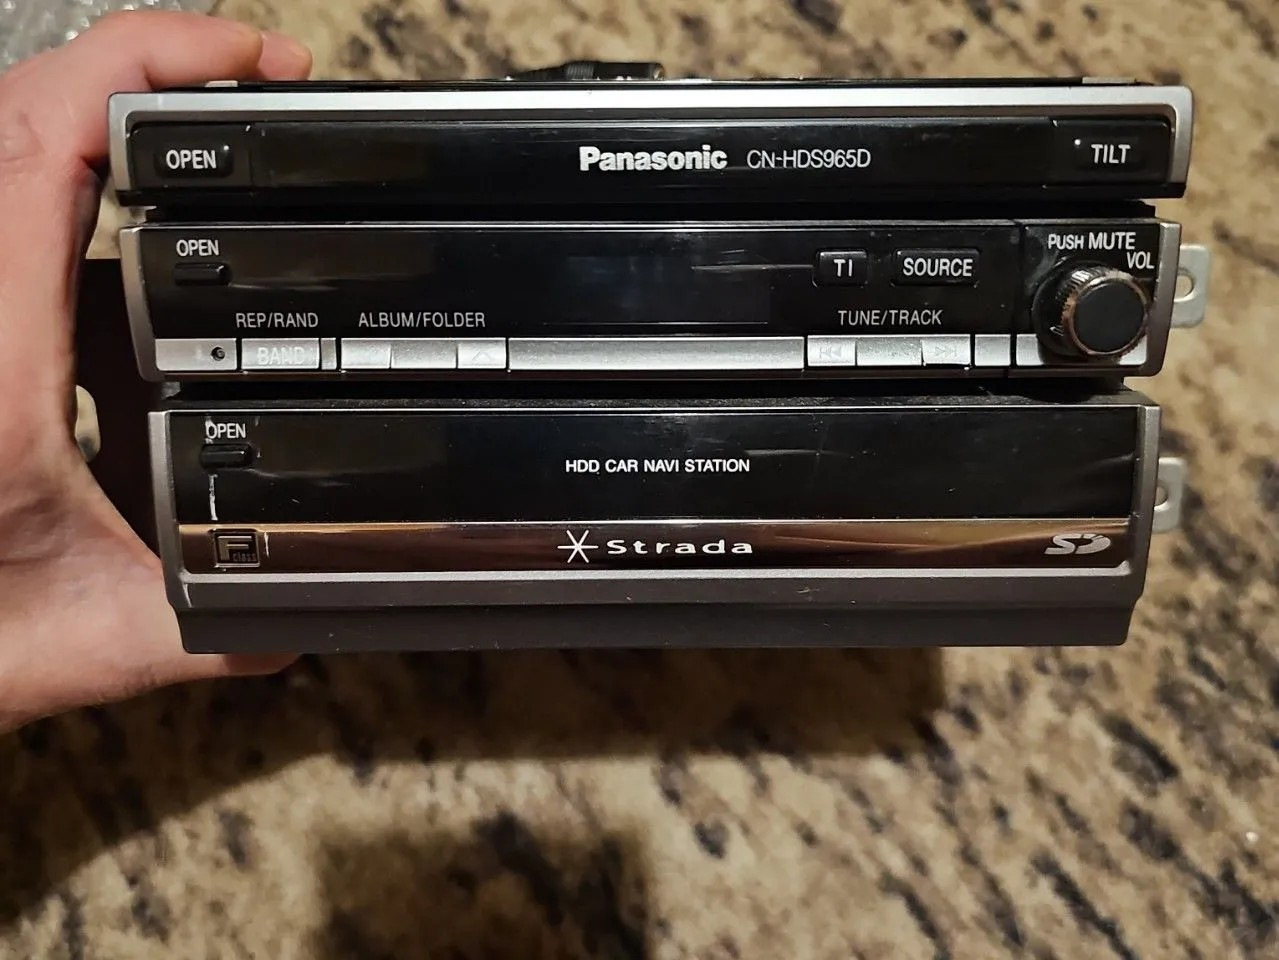 OPEN Panasonic CN-HDS965D TILT
OPEN TI SOURCE PUSH MUTE
VOL
REP/RAND ALBUM/FOLDER TUNE/TRACK
BAND
OPEN
HDD CAR NAVI STATION
F class Strada SD